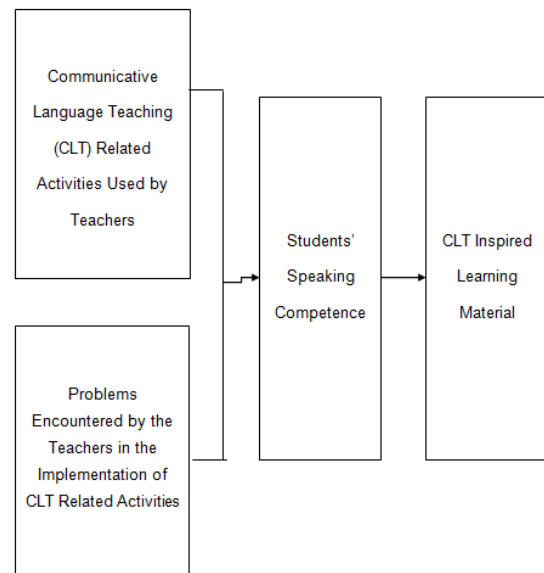 Communicative
Language Teaching
(CLT) Related
Activities Used by
Teachers
Problems
Encountered by the
Teachers in the
Implementation of
CLT Related Activities
Students’
Speaking
Competence
CLT Inspired
Learning
Material